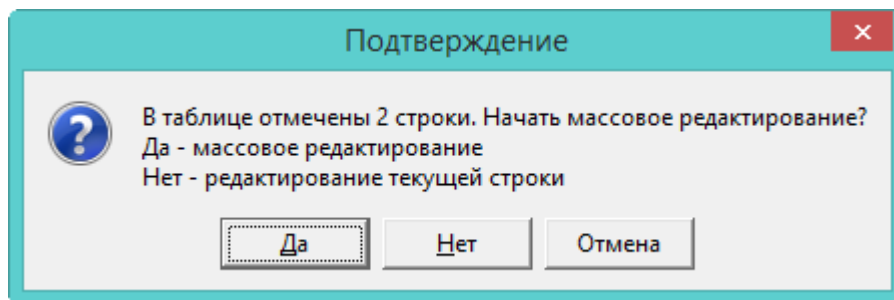 Подтверждение
В таблице отмечены 2 строки. Начать массовое редактирование?
Да - массовое редактирование
Нет - редактирование текущей строки
Да Нет Отмена